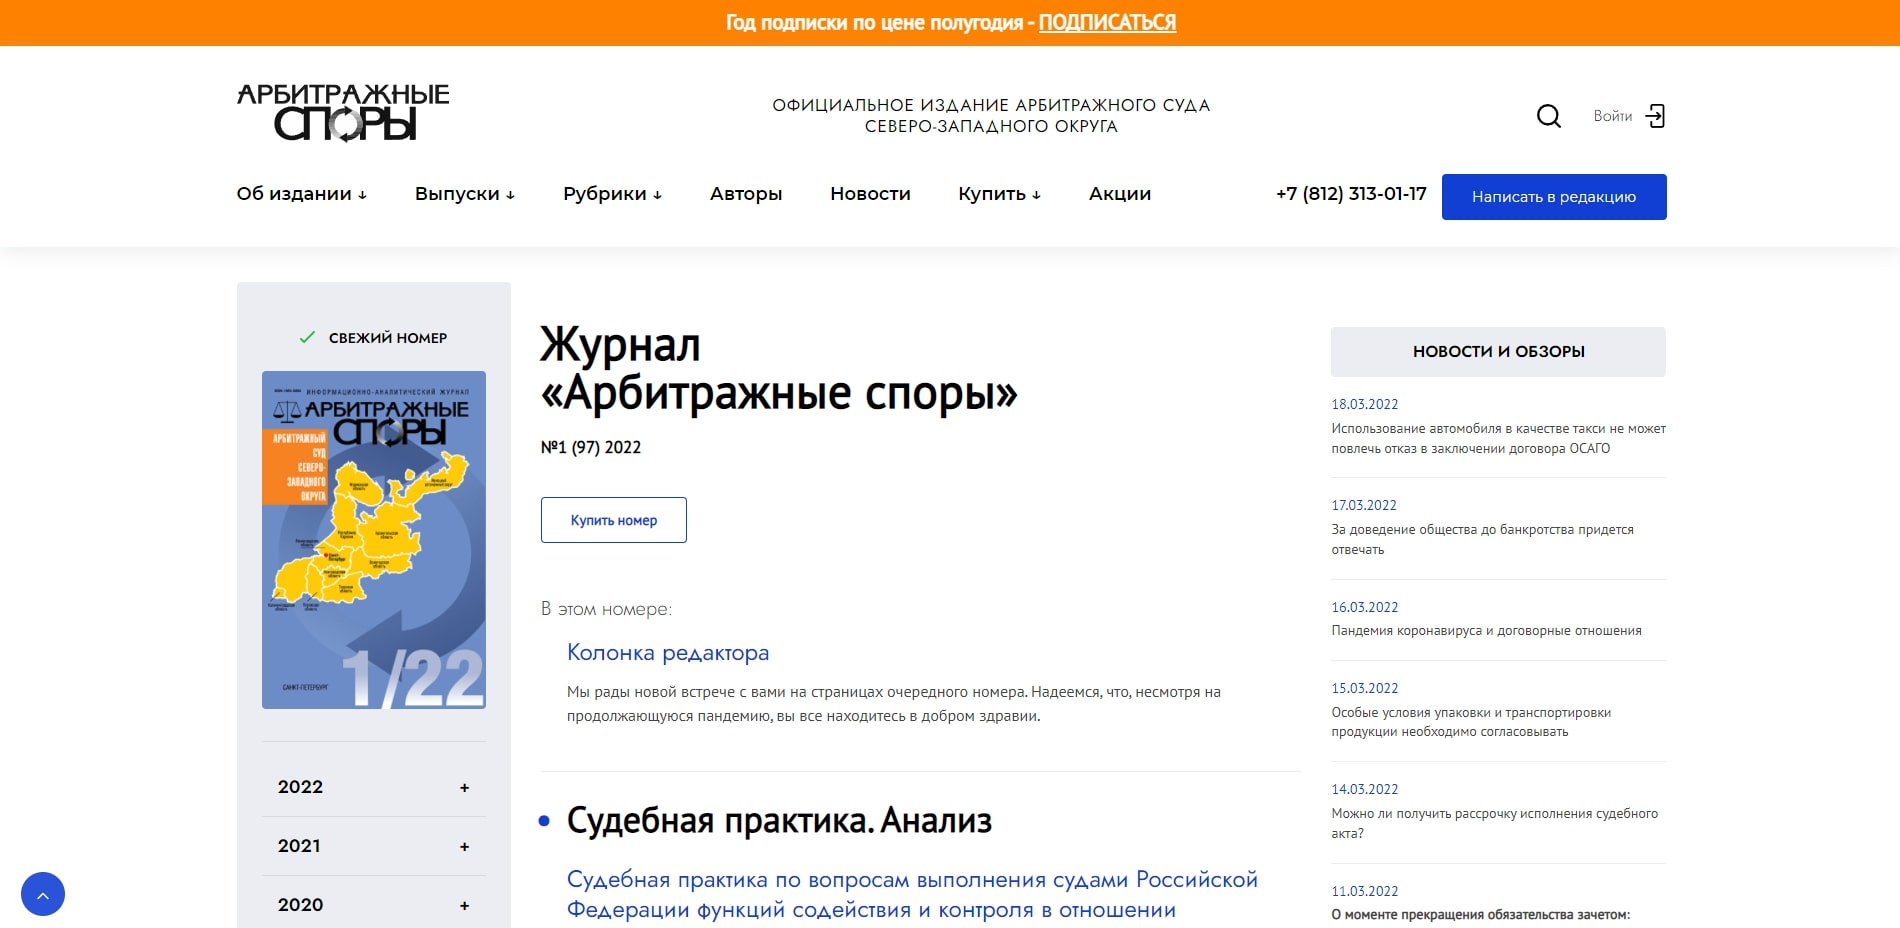 Год подписки по цене полугодия - ПОДПИСАТЬСЯ
АРБИТРАЖНЫЕ
СПОРЫ
ОФИЦИАЛЬНОЕ ИЗДАНИЕ АРБИТРАЖНОГО СУДА
СЕВЕРО-ЗАПАДНОГО ОКРУГА
Войти
Об издании ↓
Выпуски ↓
Рубрики ↓
Авторы
Новости
Купить ↓
Акции
+7 (812) 313-01-17
Написать в редакцию
СВЕЖИЙ НОМЕР
ИНФОРМАЦИОННО-АНАЛИТИЧЕСКИЙ ЖУРНАЛ
АРБИТРАЖНЫЕ
СПОРЫ
АРБИТРАЖНЫЙ
СУД
СЕВЕРО-
ЗАПАДНОГО
ОКРУГА
САНКТ-ПЕТЕРБУРГ
1/22
2022 +
2021 +
2020 +
Журнал
«Арбитражные споры»
№1 (97) 2022
Купить номер
В этом номере:
Колонка редактора
Мы рады новой встрече с вами на страницах очередного номера. Надеемся, что, несмотря на
продолжающуюся пандемию, вы все находитесь в добром здравии.
Судебная практика. Анализ
Судебная практика по вопросам выполнения судами Российской
Федерации функций содействия и контроля в отношении
НОВОСТИ И ОБЗОРЫ
18.03.2022
Использование автомобиля в качестве такси не может
повлечь отказ в заключении договора ОСАГО
17.03.2022
За доведение общества до банкротства придется
отвечать
16.03.2022
Пандемия коронавируса и договорные отношения
15.03.2022
Особые условия упаковки и транспортировки
продукции необходимо согласовывать
14.03.2022
Можно ли получить рассрочку исполнения судебного
акта?
11.03.2022
О моменте прекращения обязательства зачетом: